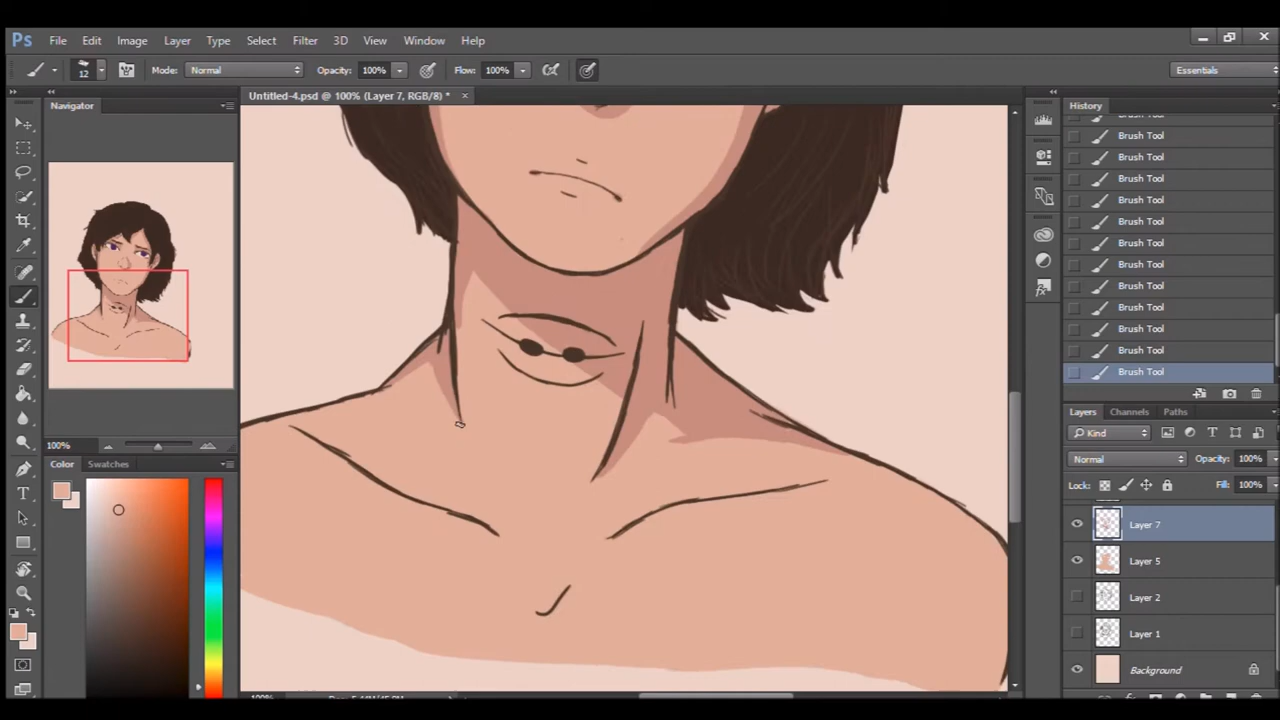 Ps File Edit Image Layer Type Select Filter 3D View Window Help
12 Mode: Normal Opacity: 100% Flow: 100% Essentials
Navigator
Untitled-4.psd @ 100% (Layer 7, RGB/8) *
History
Brush Tool
Brush Tool
Brush Tool
Brush Tool
Brush Tool
Brush Tool
Brush Tool
Brush Tool
Brush Tool
Brush Tool
Brush Tool
Brush Tool
100%
Color Swatches
Layers Channels Paths
Kind
Normal Opacity: 100%
Lock: Fill: 100%
Layer 7
Layer 5
Layer 2
Layer 1
Background